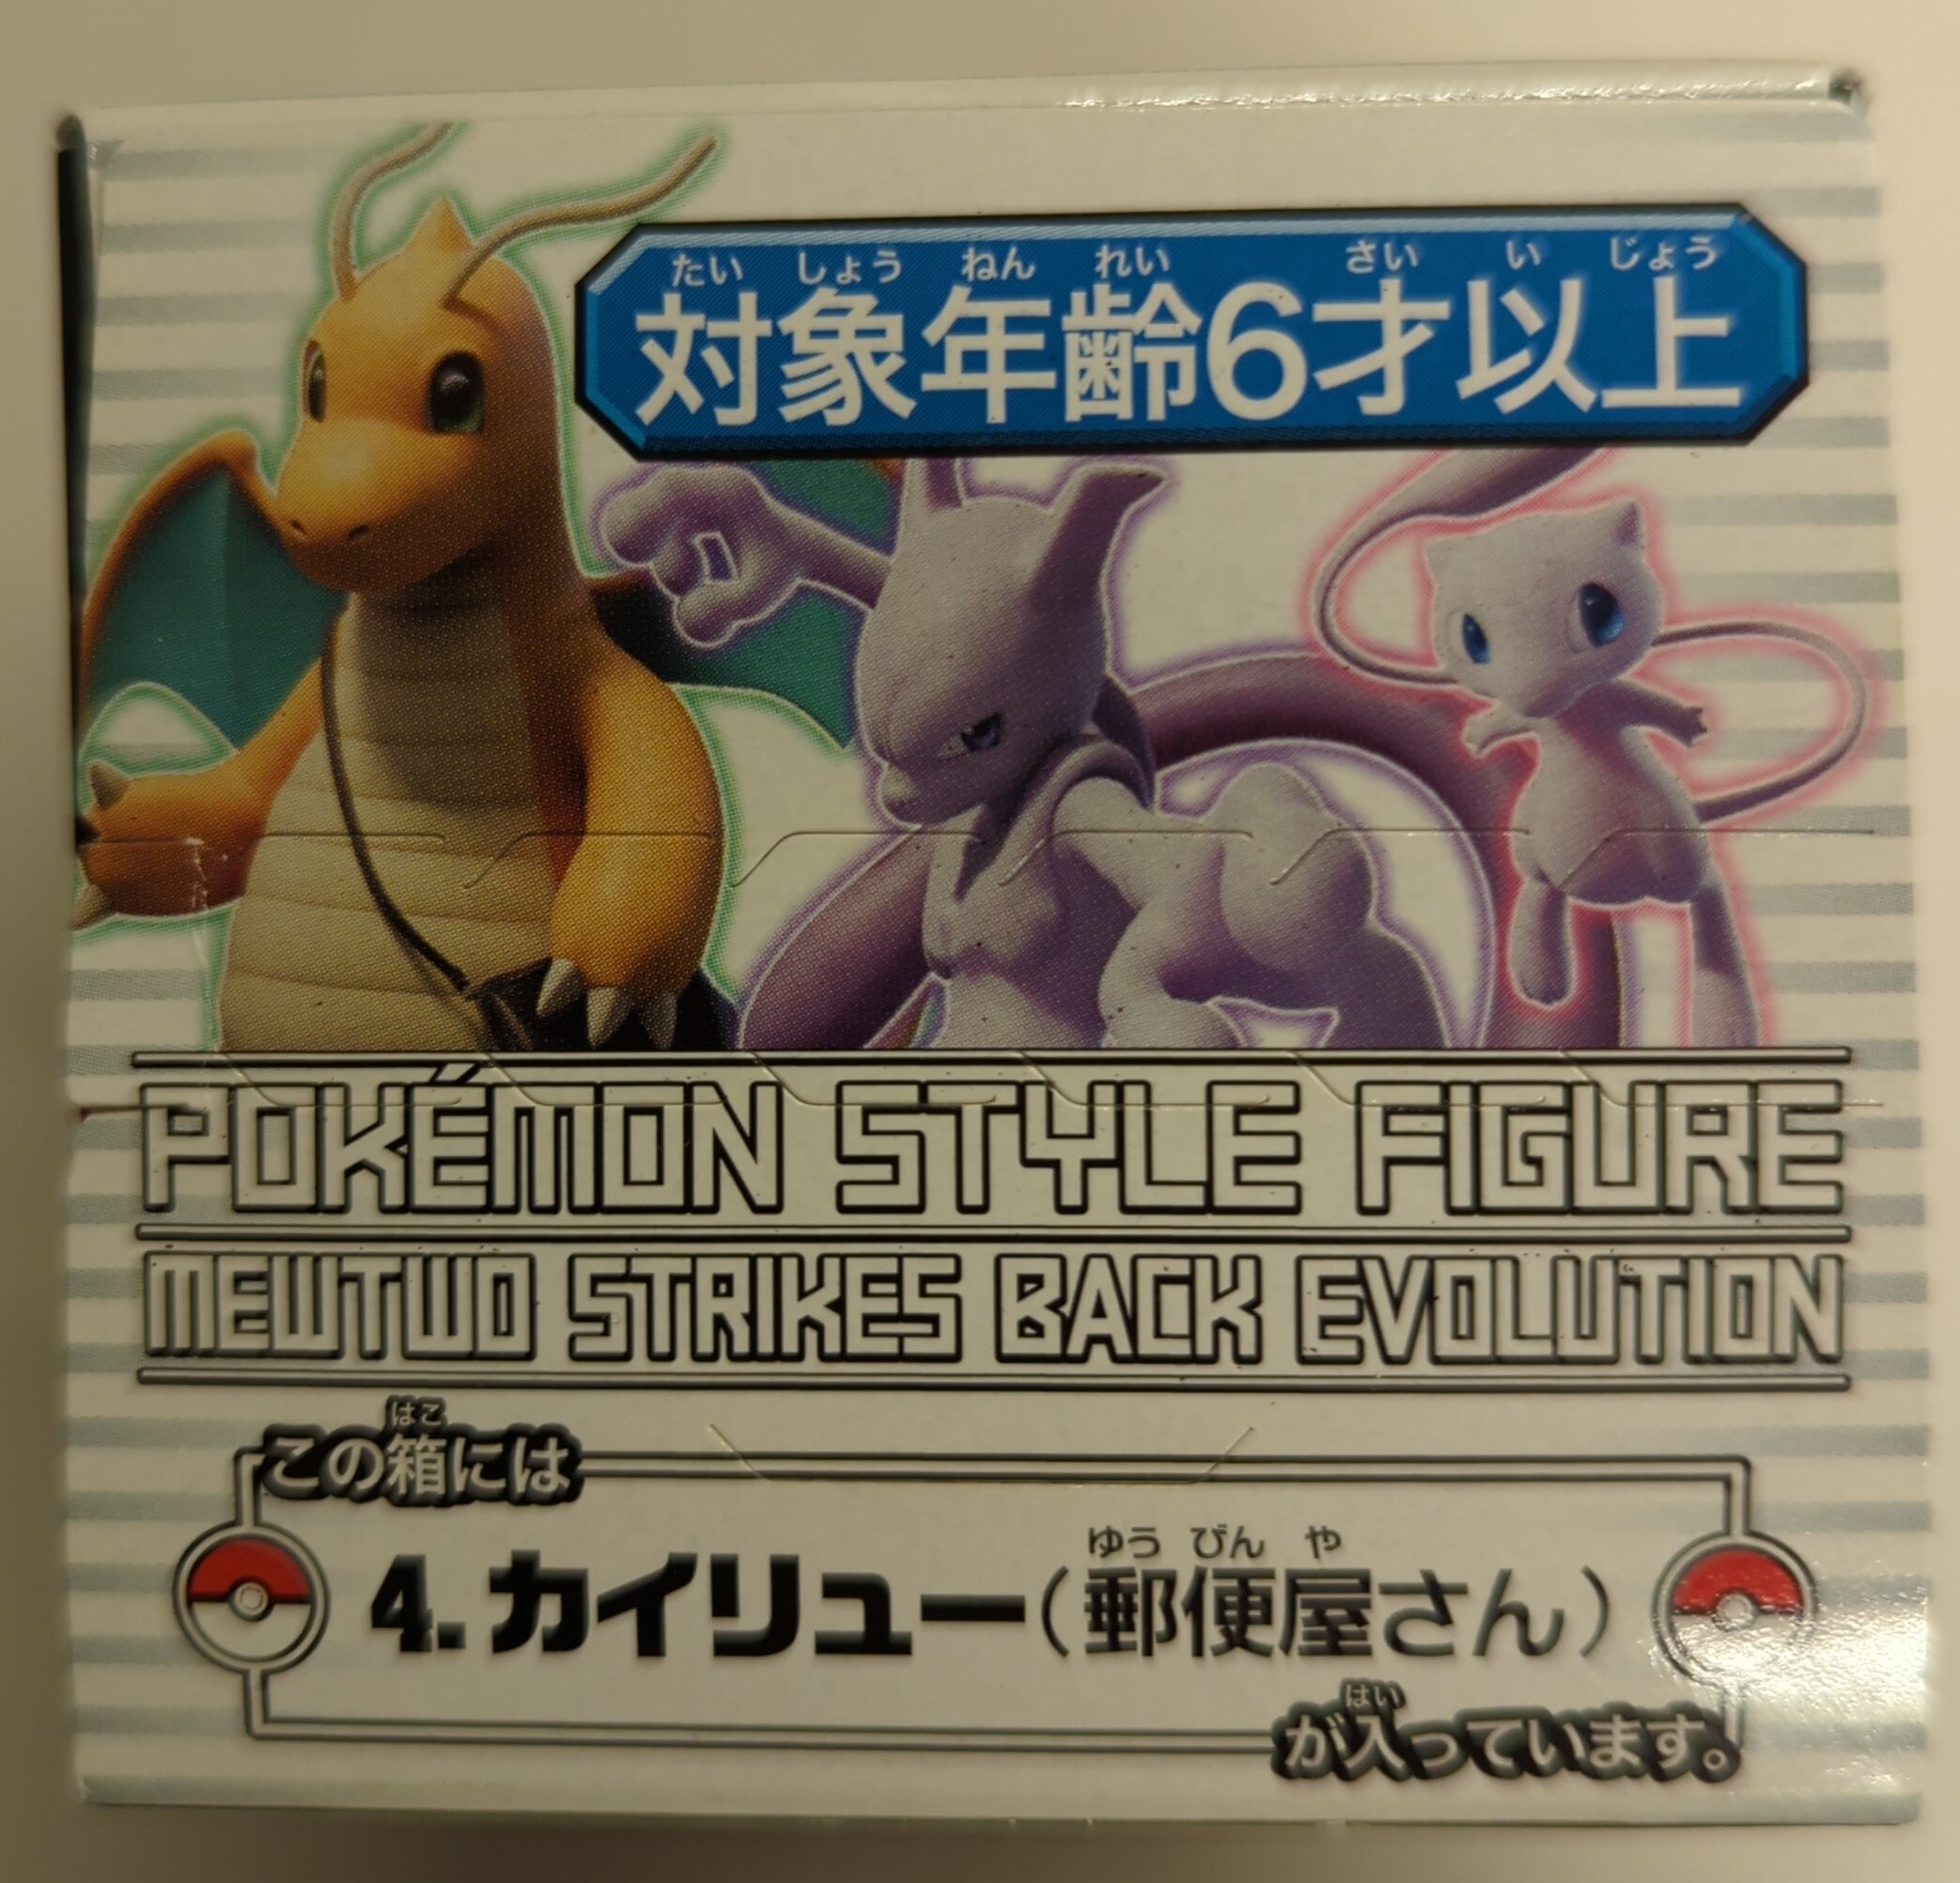 たい しょう ねん れい さい い じょう
対象年齢6才以上
POKÉMON STYLE FIGURE
MEWTWO STRIKES BACK EVOLUTION
はこ
この箱には
ゆう びん や
4.カイリュー(郵便屋さん)
はい
が入っています。